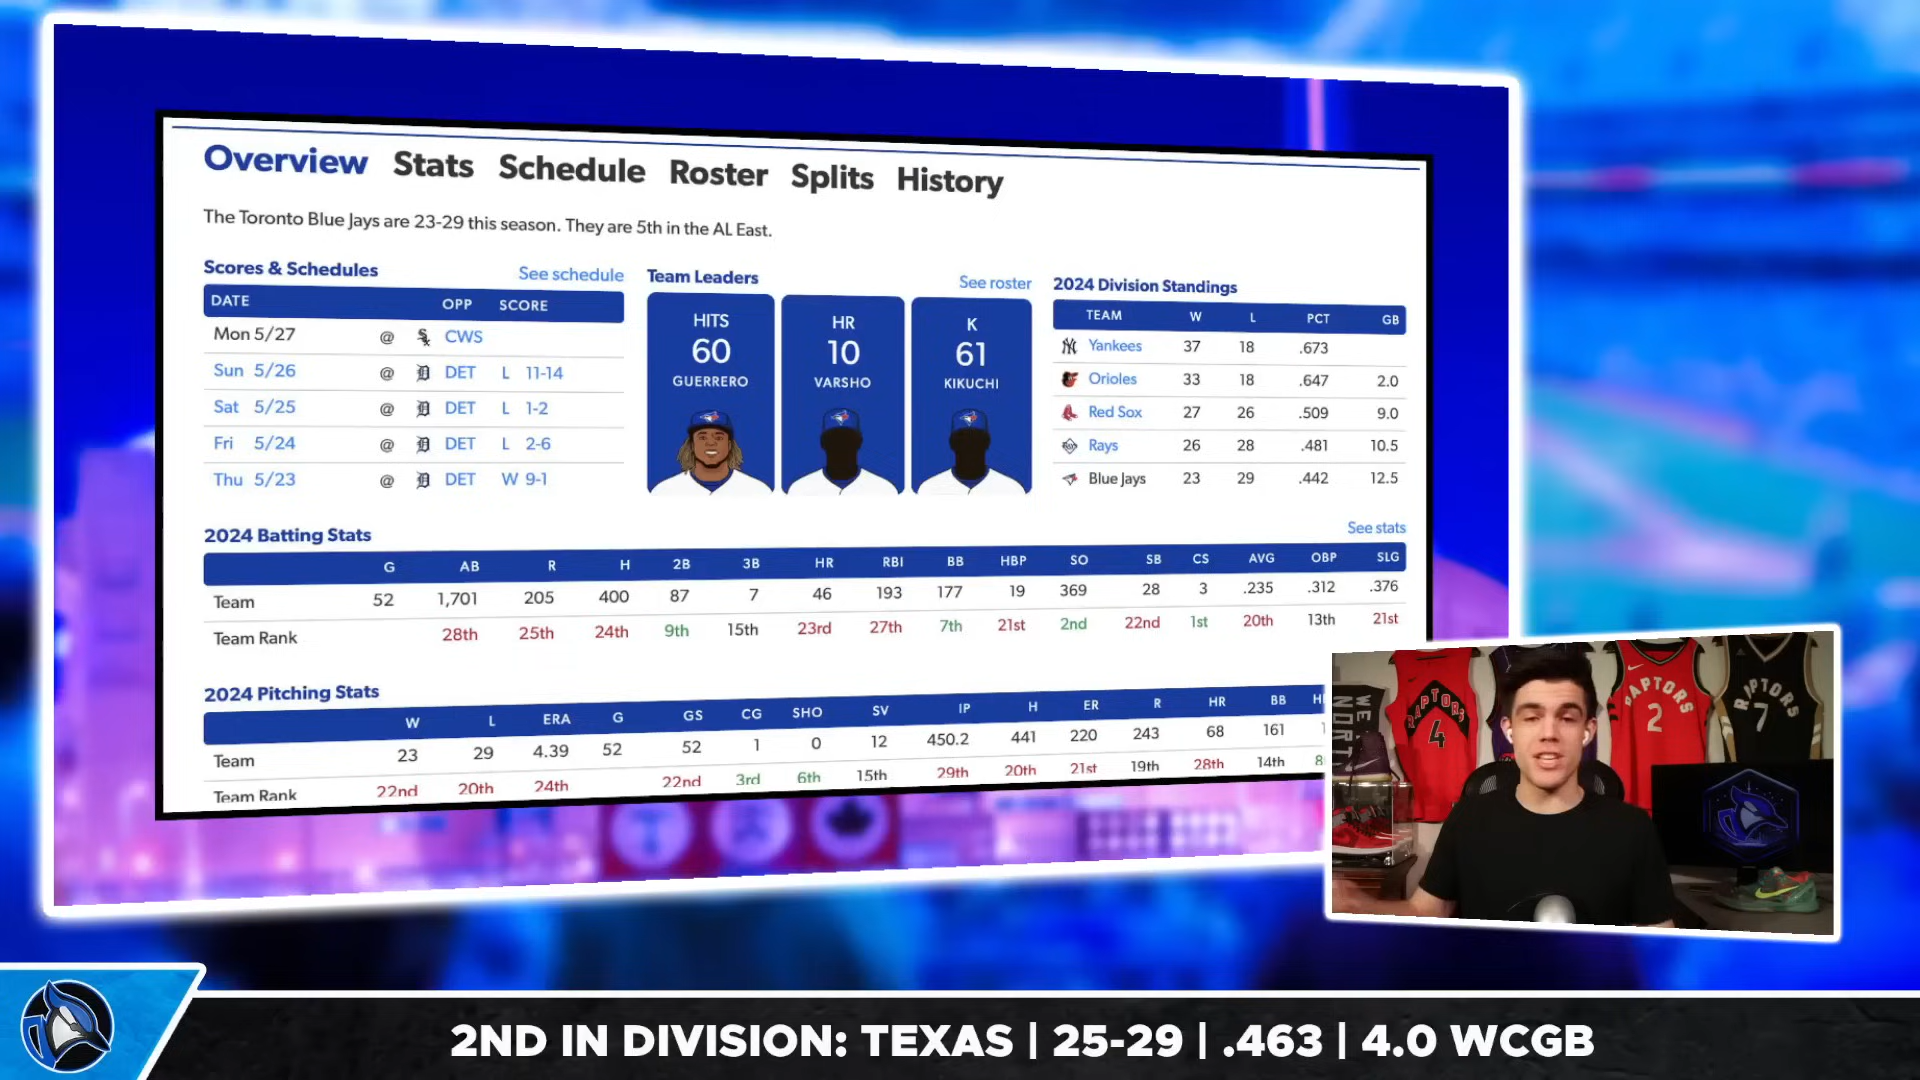 Overview Stats Schedule Roster Splits History
The Toronto Blue Jays are 23-29 this season. They are 5th in the AL East.
Scores & Schedules See schedule
DATE OPP SCORE
Mon 5/27 @ CWS
Sun 5/26 @ DET L 11-14
Sat 5/25 @ DET L 1-2
Fri 5/24 @ DET L 2-6
Thu 5/23 @ DET W 9-1
Team Leaders See roster
HITS
60
GUERRERO
HR
10
VARSHO
K
61
KIKUCHI
2024 Division Standings
TEAM W L PCT GB
Yankees 37 18 .673
Orioles 33 18 .647 2.0
Red Sox 27 26 .509 9.0
Rays 26 28 .481 10.5
Blue Jays 23 29 .442 12.5
2024 Batting Stats See stats
G AB R H 2B 3B HR RBI BB HBP SO SB CS AVG OBP SLG
Team 52 1,701 205 400 87 7 46 193 177 19 369 28 3 .235 .312 .376
Team Rank 28th 25th 24th 9th 15th 23rd 27th 7th 21st 2nd 22nd 1st 20th 13th 21st
2024 Pitching Stats
W L ERA G GS CG SHO SV IP H ER R HR BB
Team 23 29 4.39 52 52 1 0 12 450.2 441 220 243 68 161
Team Rank 22nd 20th 24th 22nd 3rd 6th 15th 29th 20th 21st 19th 28th 14th
WE
RAPTORS
4
RAPTORS
2
RAPTORS
7
2ND IN DIVISION: TEXAS | 25-29 | .463 | 4.0 WCGB